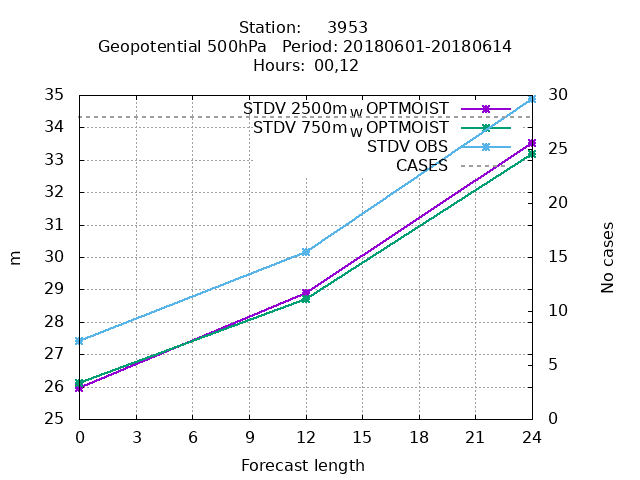 Station: 3953
Geopotential 500hPa Period: 20180601-20180614
Hours: 00,12
35
34
33
32
31
30
29
28
27
26
25
30
25
20
15
10
5
0
STDV 2500m_W OPTMOIST
STDV 750m_W OPTMOIST
STDV OBS
CASES
m
No cases
0 3 6 9 12 15 18 21 24
Forecast length